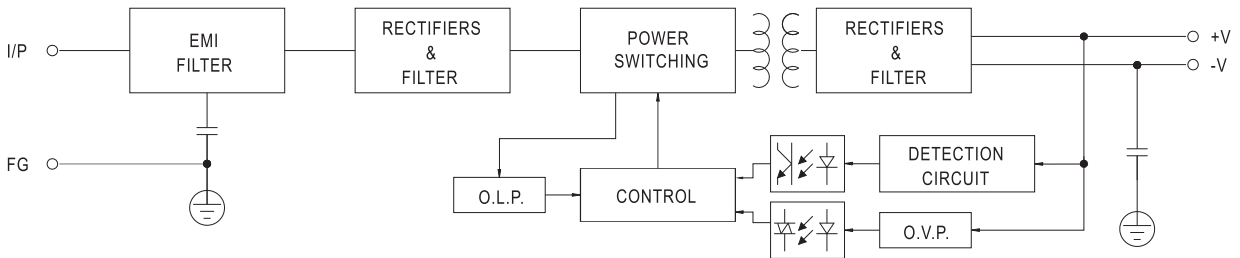 I/P
EMI
FILTER
RECTIFIERS
&
FILTER
POWER
SWITCHING
RECTIFIERS
&
FILTER
+V
-V
FG
O.L.P.
CONTROL
DETECTION
CIRCUIT
O.V.P.